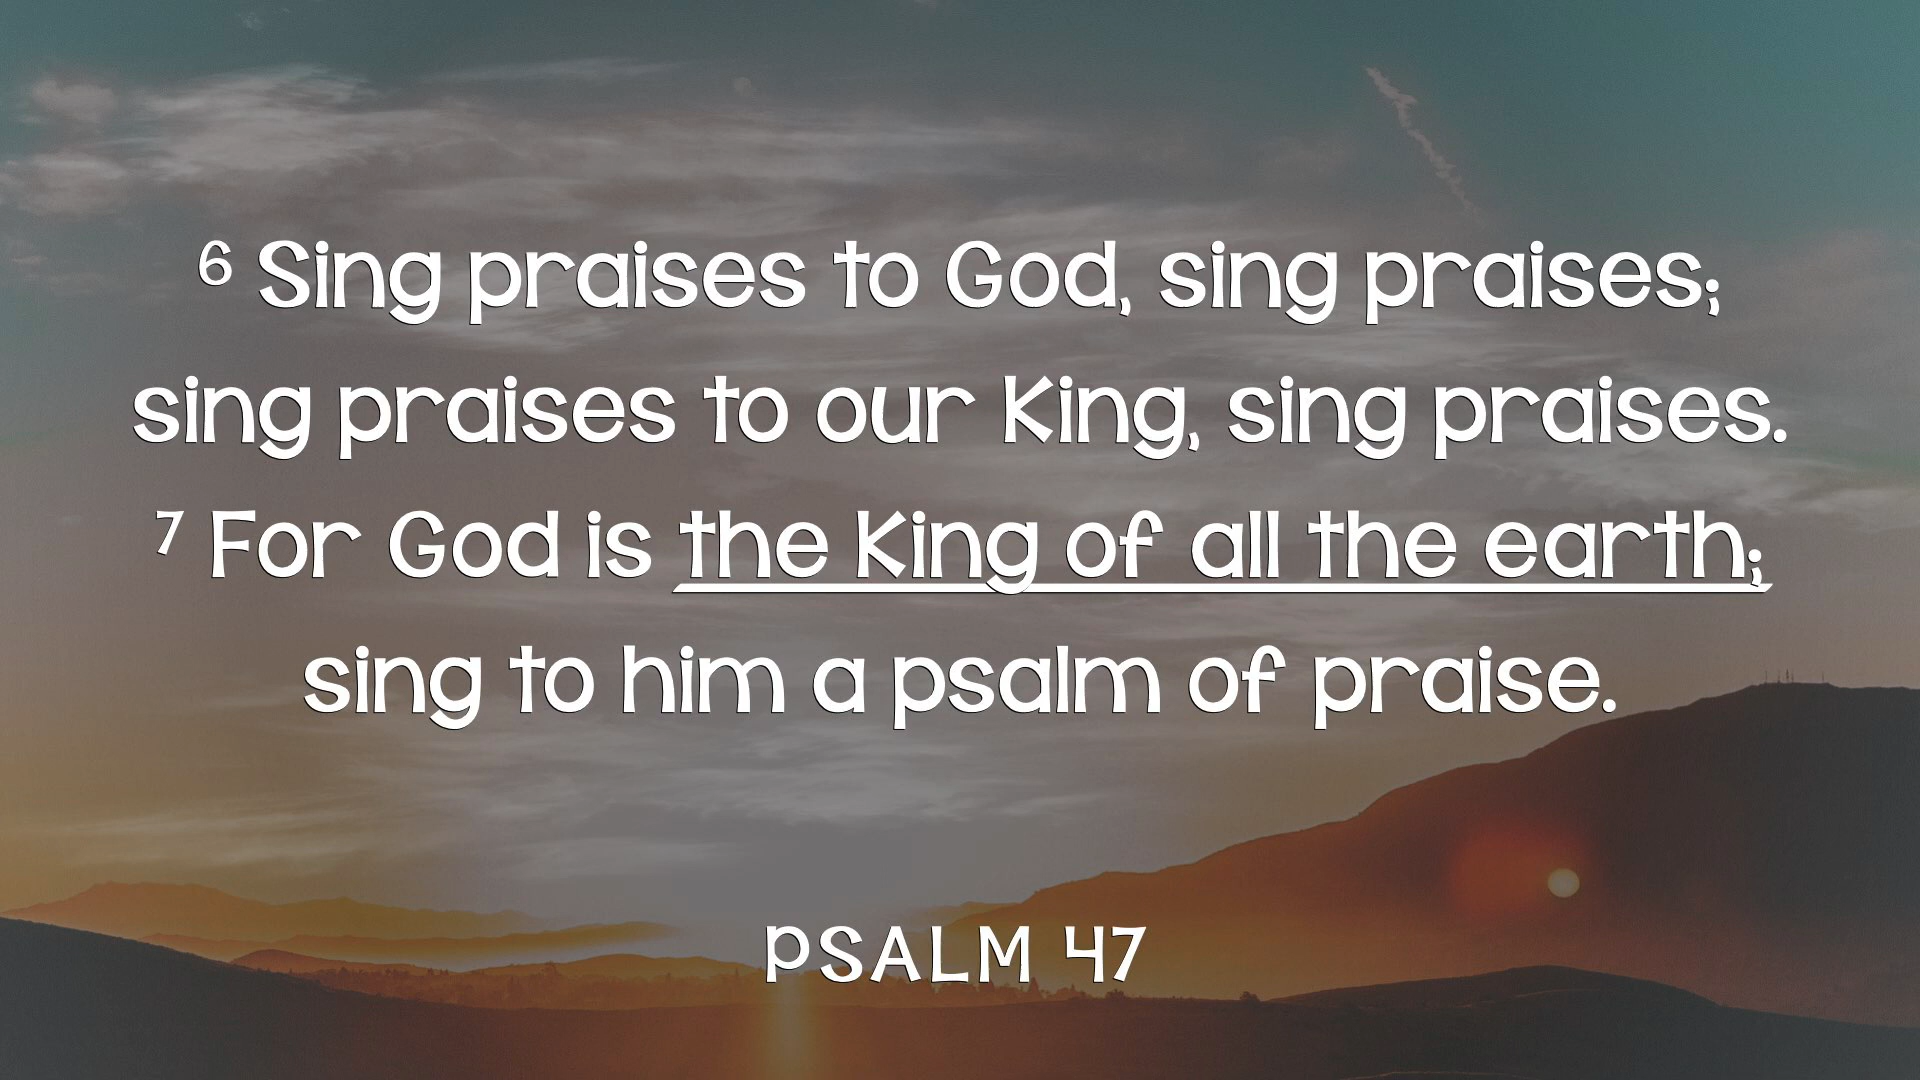 ⁶ Sing praises to God, sing praises;
sing praises to our King, sing praises.
⁷ For God is the King of all the earth;
sing to him a psalm of praise.
PSALM 47